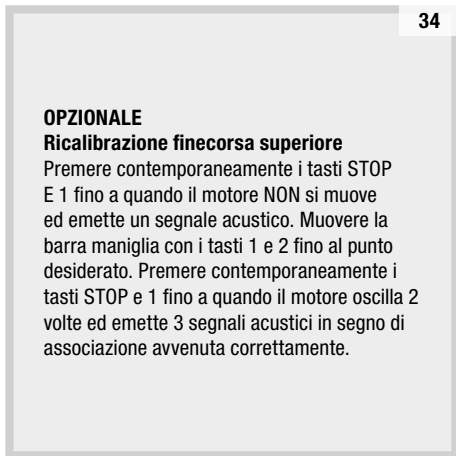 34
OPZIONALE
Ricalibrazione finecorsa superiore
Premere contemporaneamente i tasti STOP
E 1 fino a quando il motore NON si muove
ed emette un segnale acustico. Muovere la
barra maniglia con i tasti 1 e 2 fino al punto
desiderato. Premere contemporaneamente i
tasti STOP e 1 fino a quando il motore oscilla 2
volte ed emette 3 segnali acustici in segno di
associazione avvenuta correttamente.